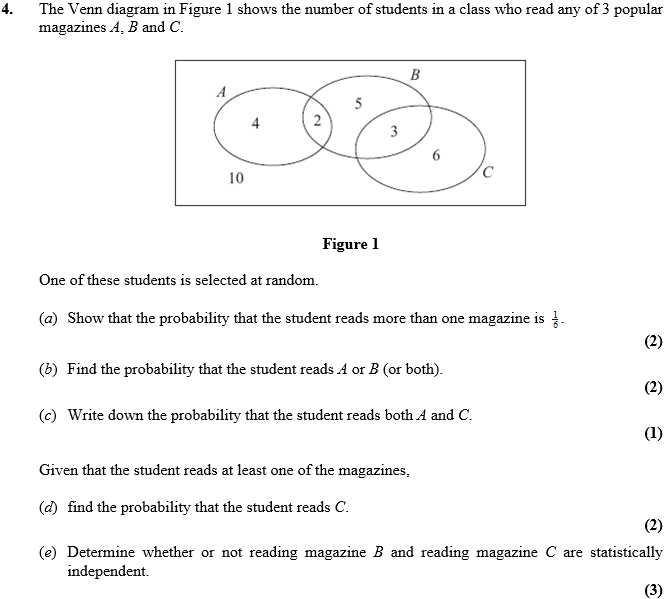 4. The Venn diagram in Figure 1 shows the number of students in a class who read any of 3 popular
magazines A, B and C.
B
A
5
4
2
3
6
C
10
Figure 1
One of these students is selected at random.
(a) Show that the probability that the student reads more than one magazine is 1/6.
(2)
(b) Find the probability that the student reads A or B (or both).
(2)
(c) Write down the probability that the student reads both A and C.
(1)
Given that the student reads at least one of the magazines,
(d) find the probability that the student reads C.
(2)
(e) Determine whether or not reading magazine B and reading magazine C are statistically
independent.
(3)